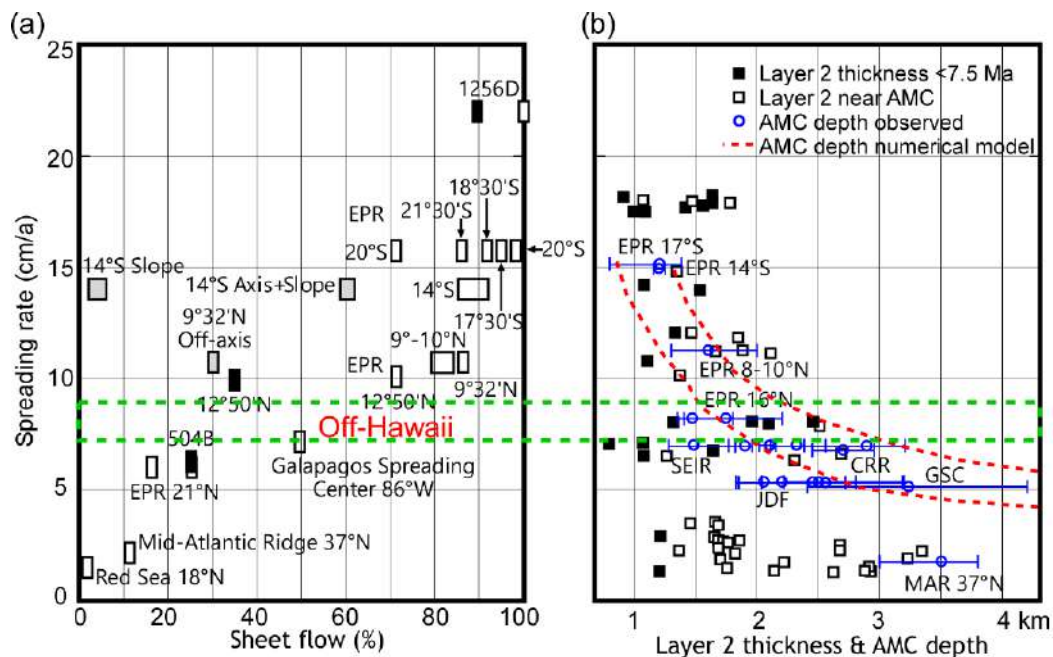 (a)
25
20
15
10
5
0
Spreading rate (cm/a)
1256D
18°30'S
EPR
21°30'S
20°S
20°S
14°S Slope
14°S Axis+Slope
14°S
17°30'S
9°32'N
Off-axis
9°-10°N
EPR
9°32'N
12°50'N
12°50'N
Off-Hawaii
504B
EPR 21°N
Galapagos Spreading
Center 86°W
Mid-Atlantic Ridge 37°N
Red Sea 18°N
0 20 40 60 80 100
Sheet flow (%)
(b)
Layer 2 thickness <7.5 Ma
Layer 2 near AMC
AMC depth observed
AMC depth numerical model
EPR 17°S
EPR 14°S
EPR 8-10°N
EPR 16°N
SEIR
CRR
GSC
JDF
MAR 37°N
1 2 3 4 km
Layer 2 thickness & AMC depth